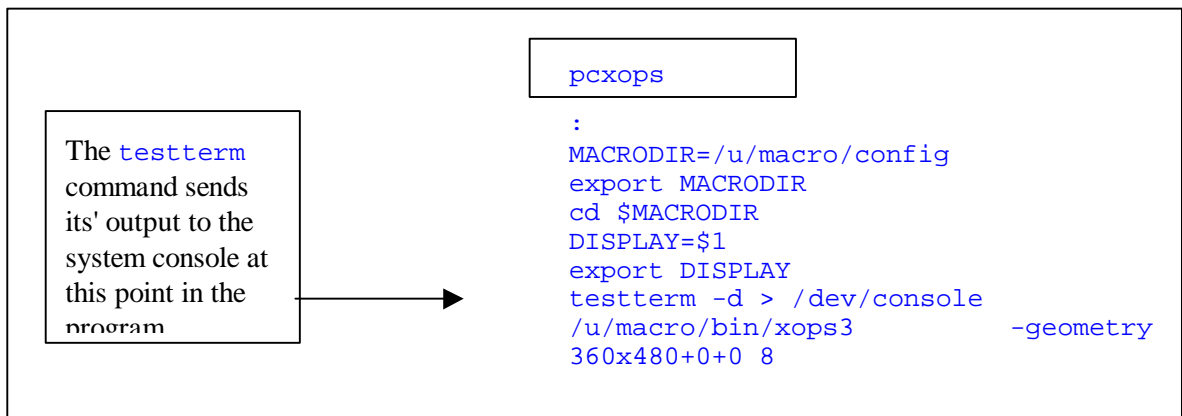 The testterm
command sends
its' output to the
system console at
this point in the
program
pcxops
:
MACRODIR=/u/macro/config
export MACRODIR
cd $MACRODIR
DISPLAY=$1
export DISPLAY
testterm -d > /dev/console
/u/macro/bin/xops3 -geometry
360x480+0+0 8